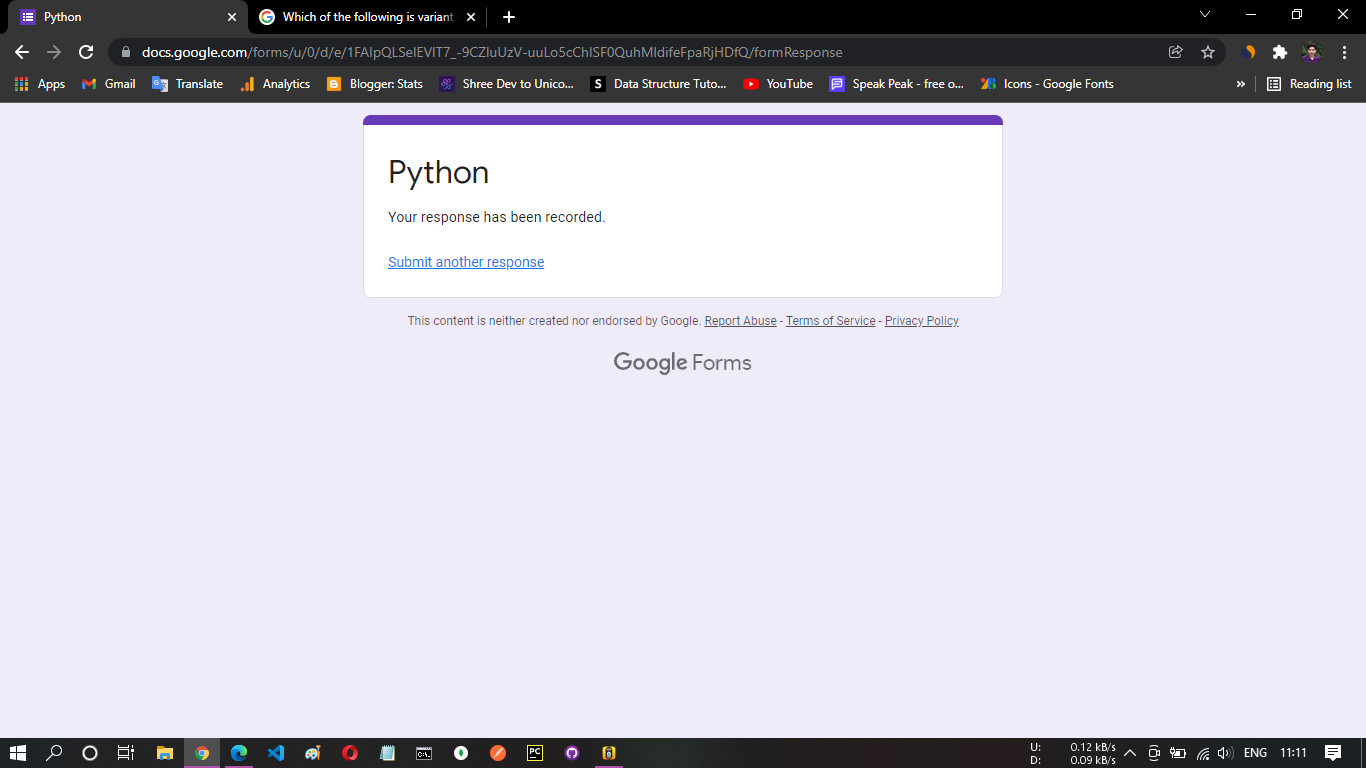 Python
Which of the following is variant
docs.google.com/forms/u/0/d/e/1FAIpQLSelEVIT7_-9CZIuUzV-uuLo5cChISF0QuhMIdifeFpaRjHDfQ/formResponse
Apps
Gmail
Translate
Analytics
Blogger: Stats
Shree Dev to Unico...
Data Structure Tuto...
YouTube
Speak Peak - free o...
Icons - Google Fonts
»
Reading list
Python
Your response has been recorded.
Submit another response
This content is neither created nor endorsed by Google. Report Abuse - Terms of Service - Privacy Policy
Google Forms
U: 0.12 kB/s
D: 0.09 kB/s
ENG
11:11